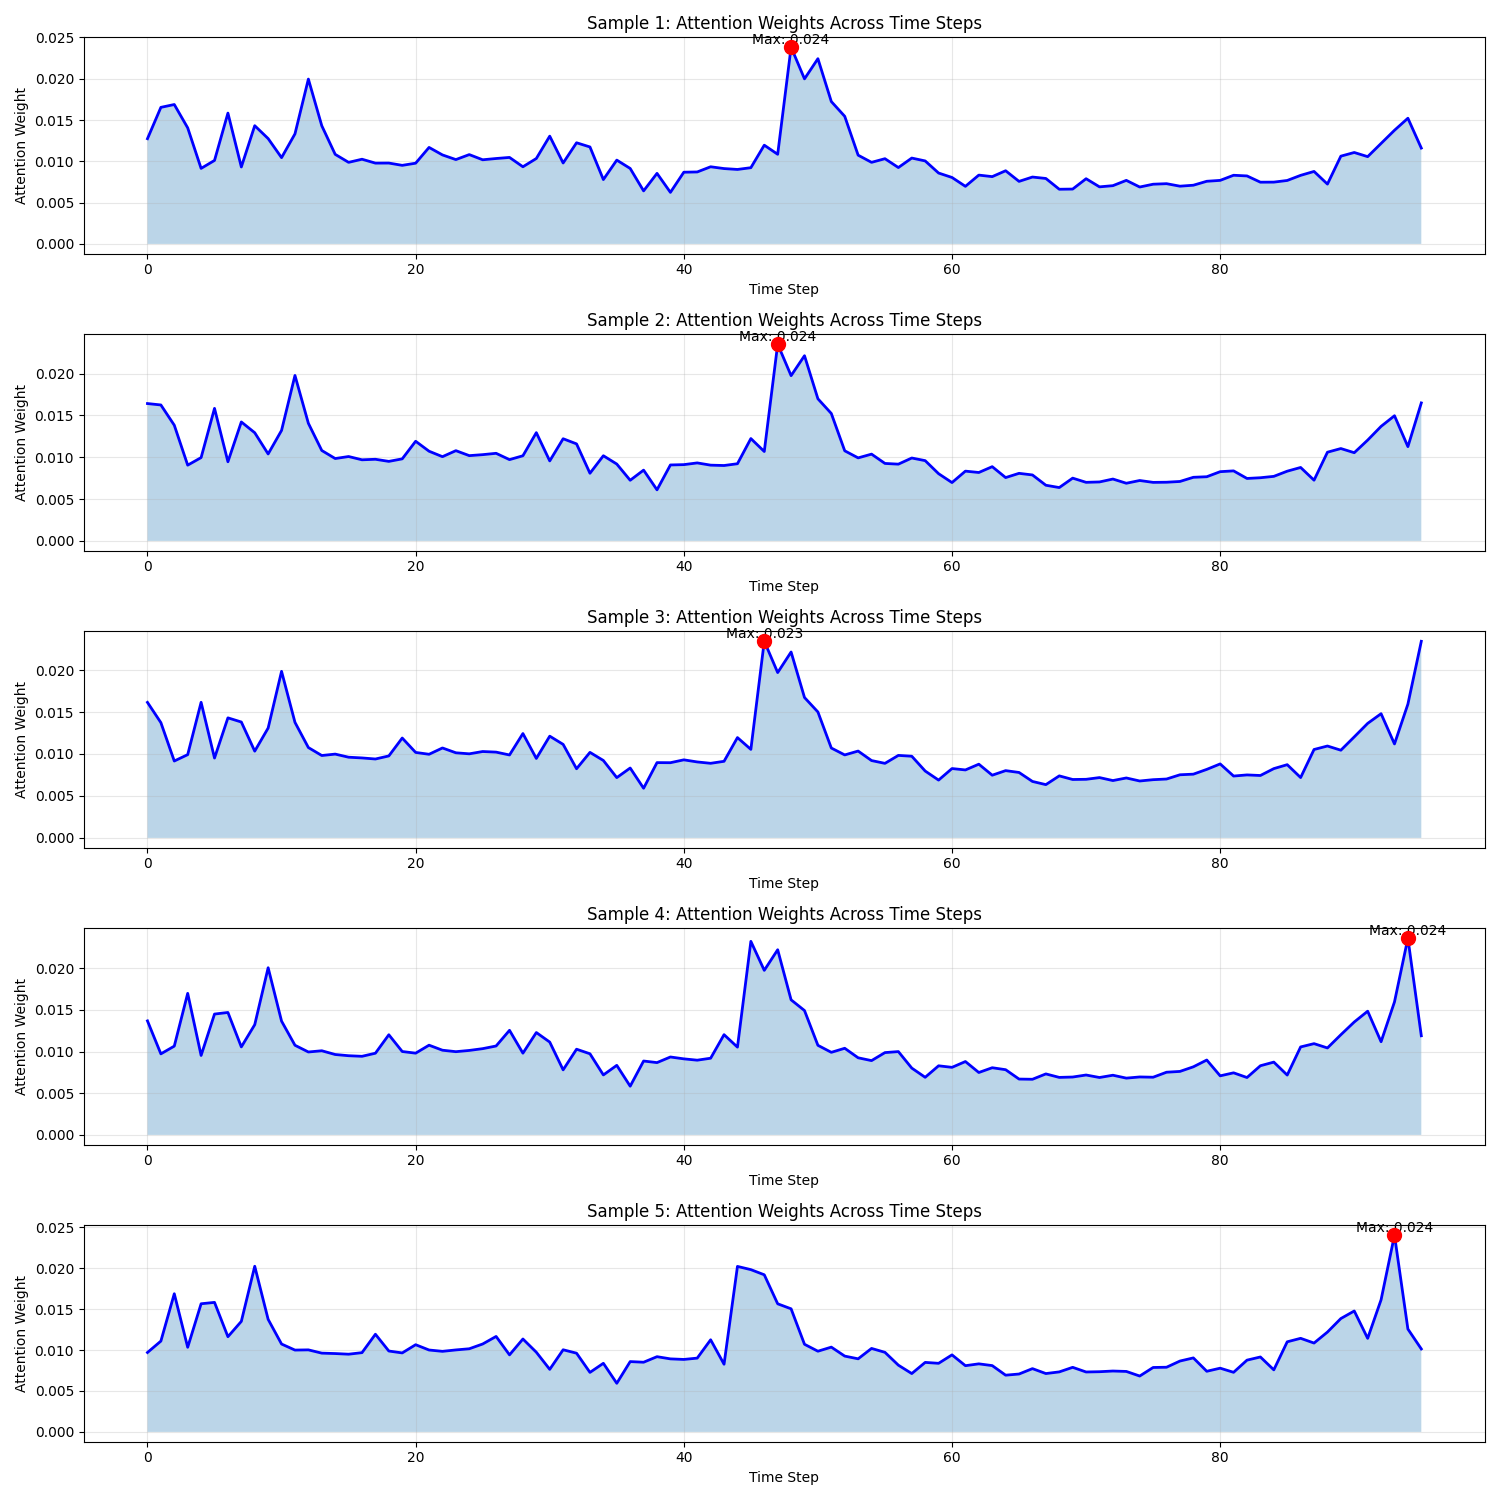 Sample 1: Attention Weights Across Time Steps
Max: 0.024
0.025
0.020
0.015
0.010
0.005
0.000
Attention Weight
0 20 40 60 80
Time Step
Sample 2: Attention Weights Across Time Steps
Max: 0.024
0.020
0.015
0.010
0.005
0.000
Attention Weight
0 20 40 60 80
Time Step
Sample 3: Attention Weights Across Time Steps
Max: 0.023
0.020
0.015
0.010
0.005
0.000
Attention Weight
0 20 40 60 80
Time Step
Sample 4: Attention Weights Across Time Steps
Max: 0.024
0.020
0.015
0.010
0.005
0.000
Attention Weight
0 20 40 60 80
Time Step
Sample 5: Attention Weights Across Time Steps
Max: 0.024
0.025
0.020
0.015
0.010
0.005
0.000
Attention Weight
0 20 40 60 80
Time Step